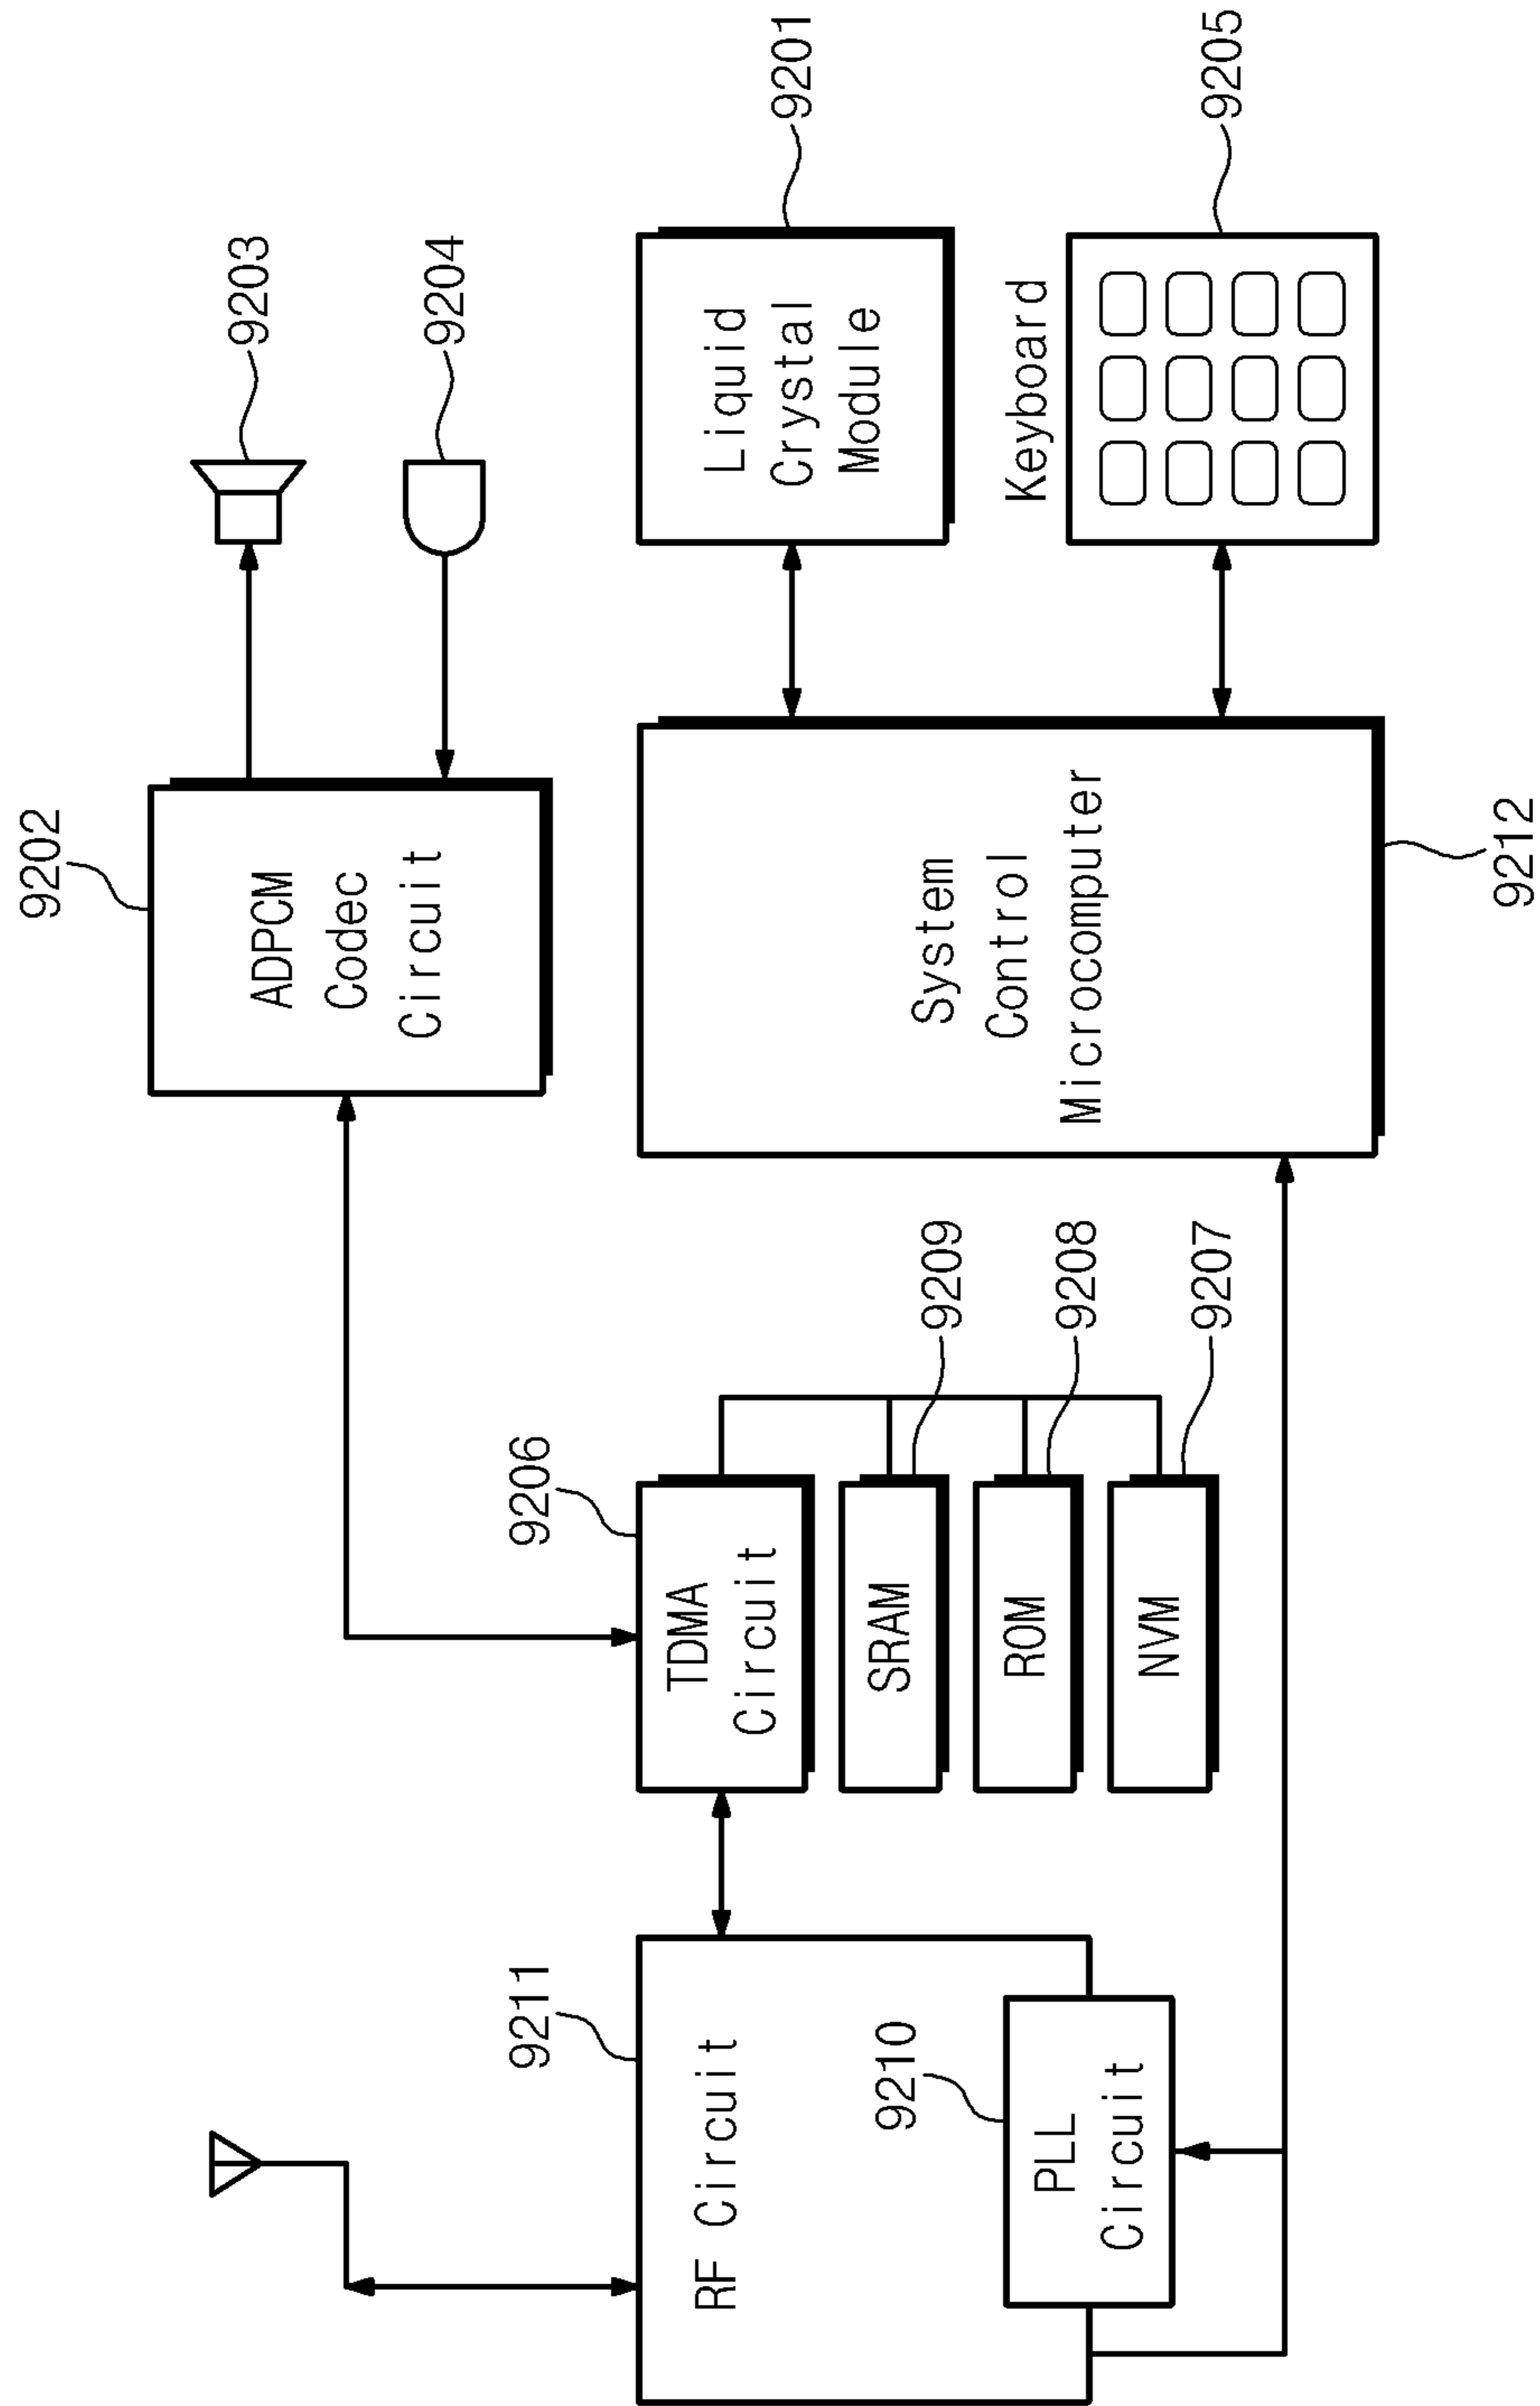 9202
ADPCM
Codec
Circuit
9203
9204
9211
RF Circuit
9210
PLL
Circuit
9206
TDMA
Circuit
SRAM
9209
ROM
9208
NVM
9207
System
Control
Microcomputer
9212
Liquid
Crystal
Module
9201
Keyboard
9205